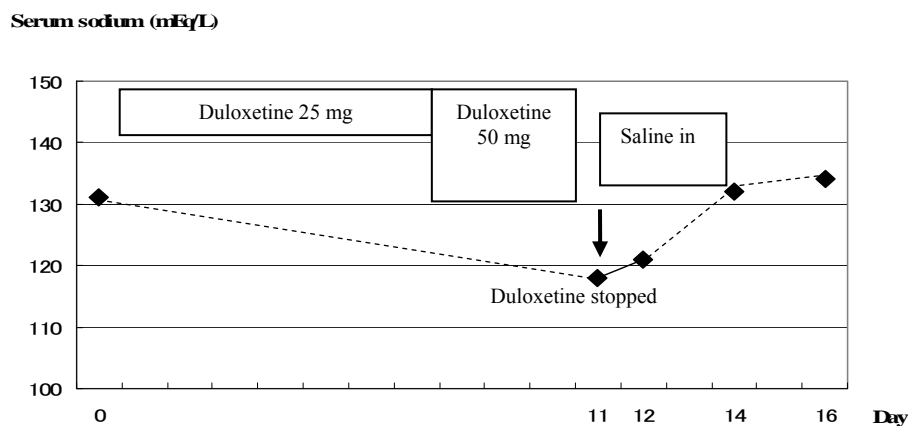 Serum sodium (mEq/L)
150
140
130
120
110
100
Duloxetine 25 mg
Duloxetine
50 mg
Saline in
Duloxetine stopped
0 11 12 14 16 Day